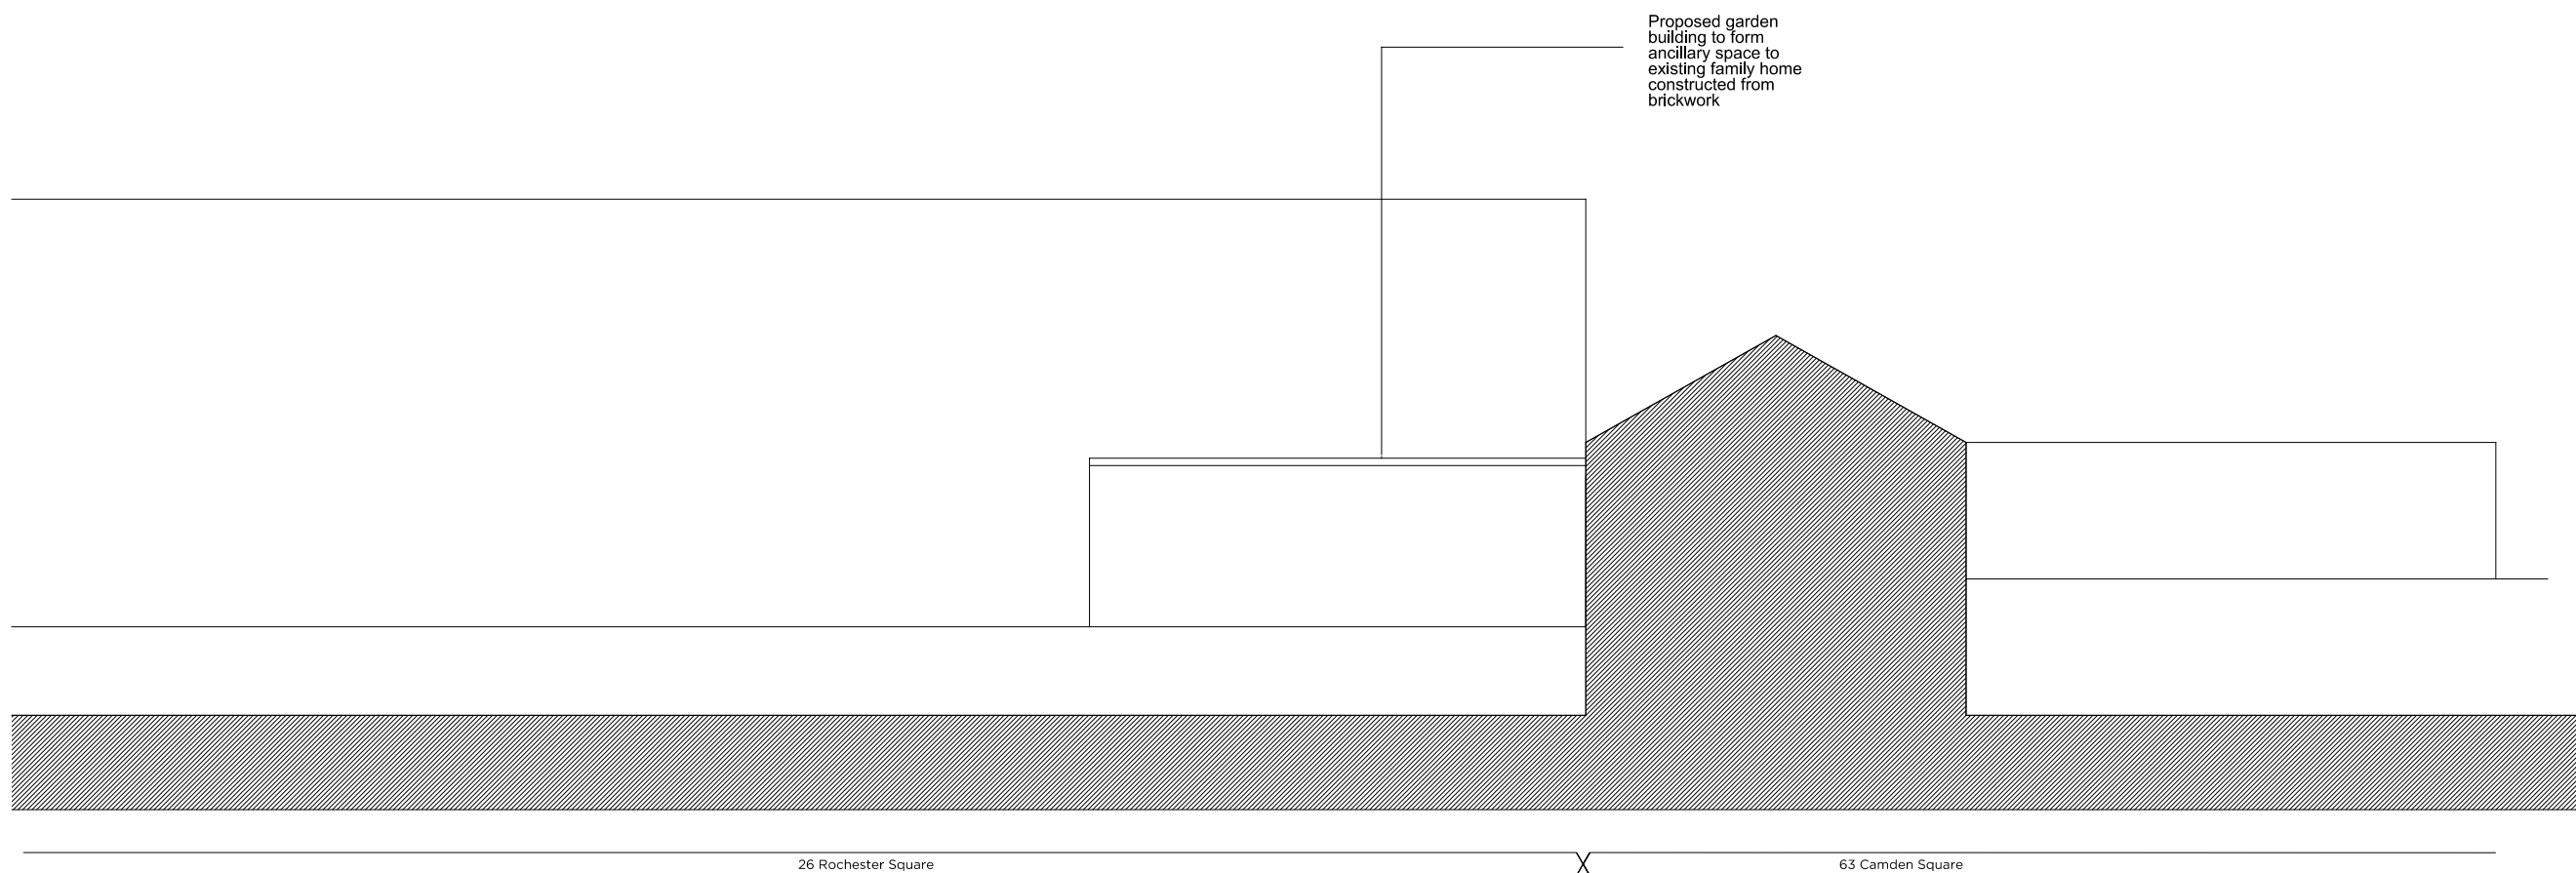 Proposed garden
building to form
ancillary space to
existing family home
constructed from
brickwork
26 Rochester Square
63 Camden Square